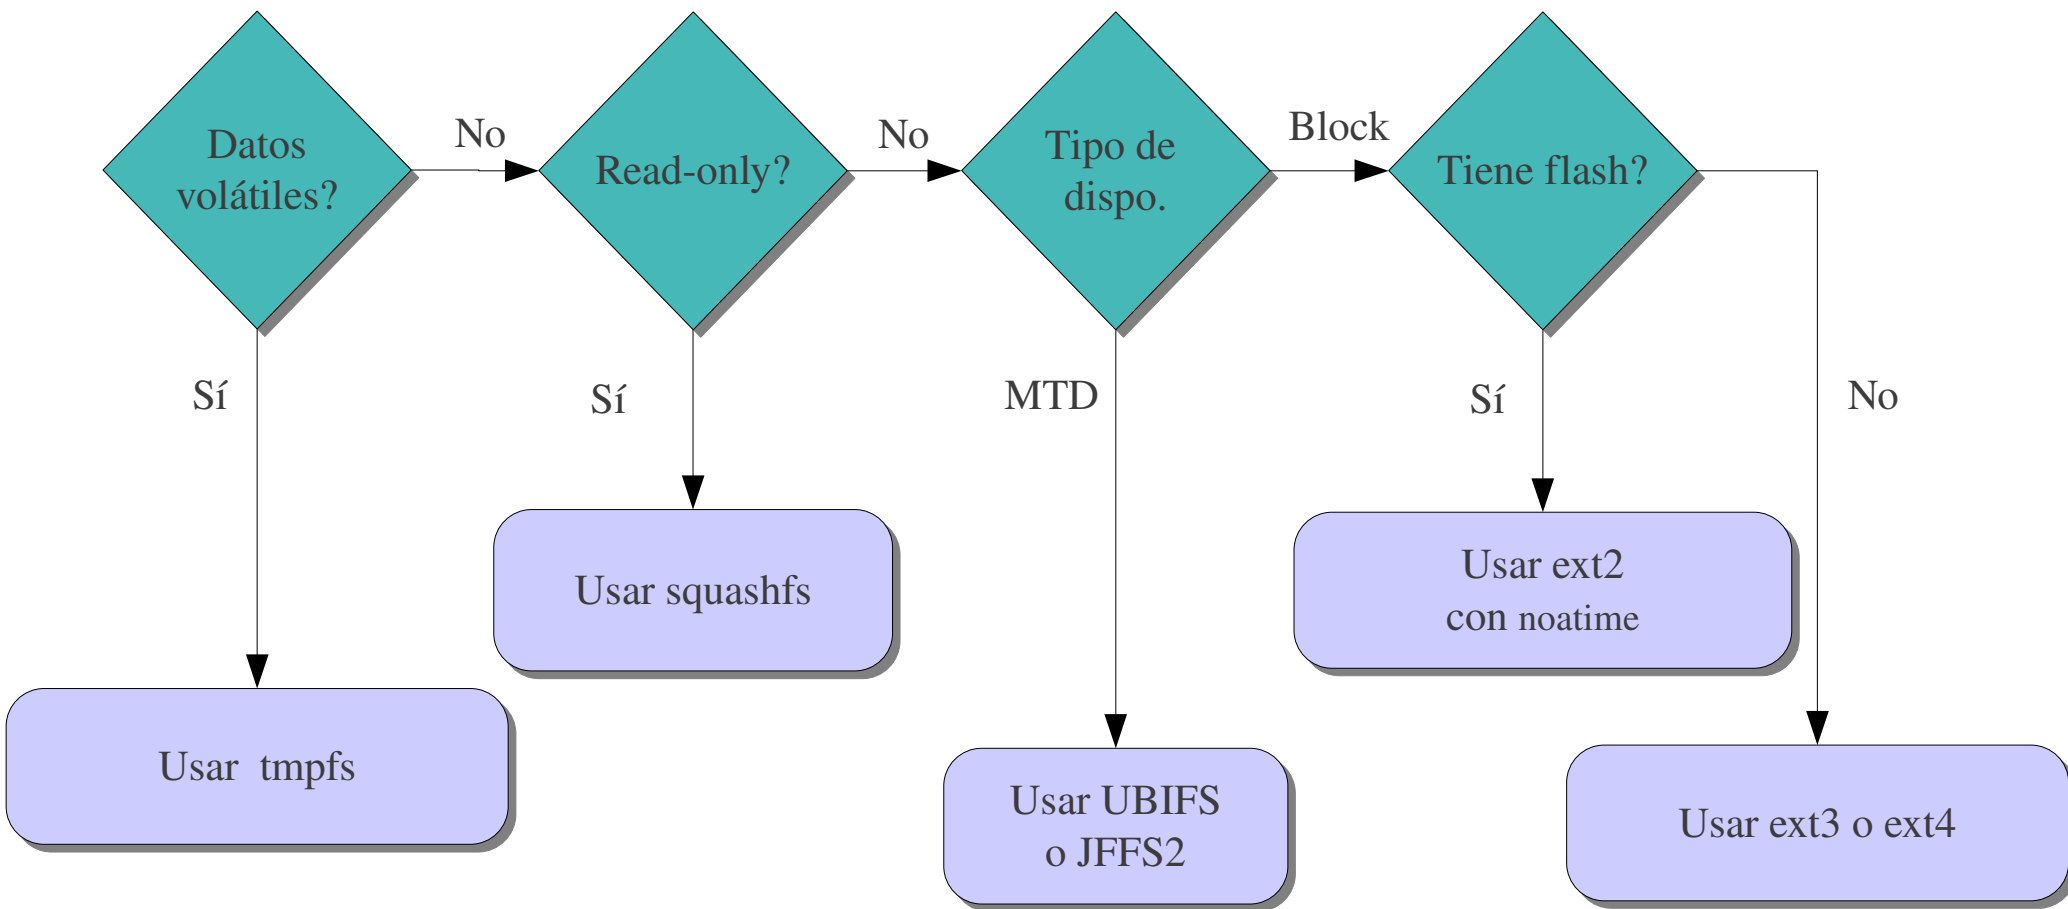 Datos
volátiles?
No
Read-only?
No
Tipo de
dispo.
Block
Tiene flash?
Sí
Sí
MTD
Sí
No
Usar squashfs
Usar ext2
con noatime
Usar tmpfs
Usar UBIFS
o JFFS2
Usar ext3 o ext4